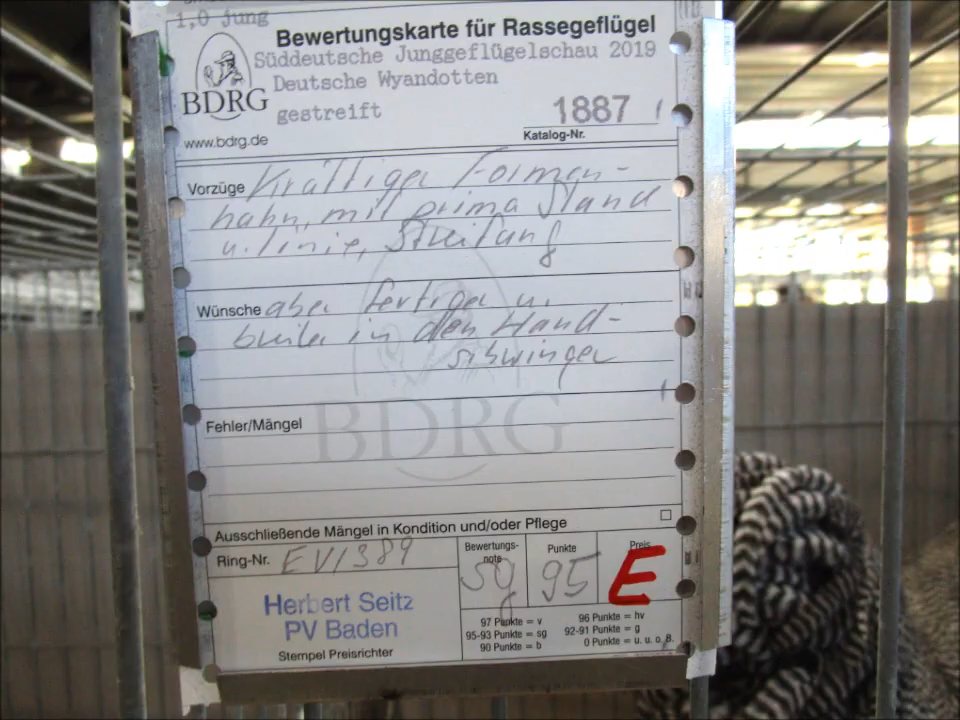 1,0 jung
Bewertungskarte für Rassegeflügel
Süddeutsche Junggeflügelschau 2019
Deutsche Wyandotten
gestreift
BDRG
www.bdrg.de
1887
Katalog-Nr.
Vorzüge Kräftiger Formen-
hahn, mit prima Stand
u. Linie, Streifung
Wünsche aber fertiger u.
breiter in den Hand-
schwingen
BDRG
Fehler/Mängel
Ausschließende Mängel in Kondition und/oder Pflege
Ring-Nr. EV1389
Bewertungs-
note
sg
Punkte
95
Preis
E
Herbert Seitz
PV Baden
Stempel Preisrichter
97 Punkte = v
96 Punkte = hv
95-93 Punkte = sg
92-91 Punkte = g
90 Punkte = b
0 Punkte = u. u. o. B.